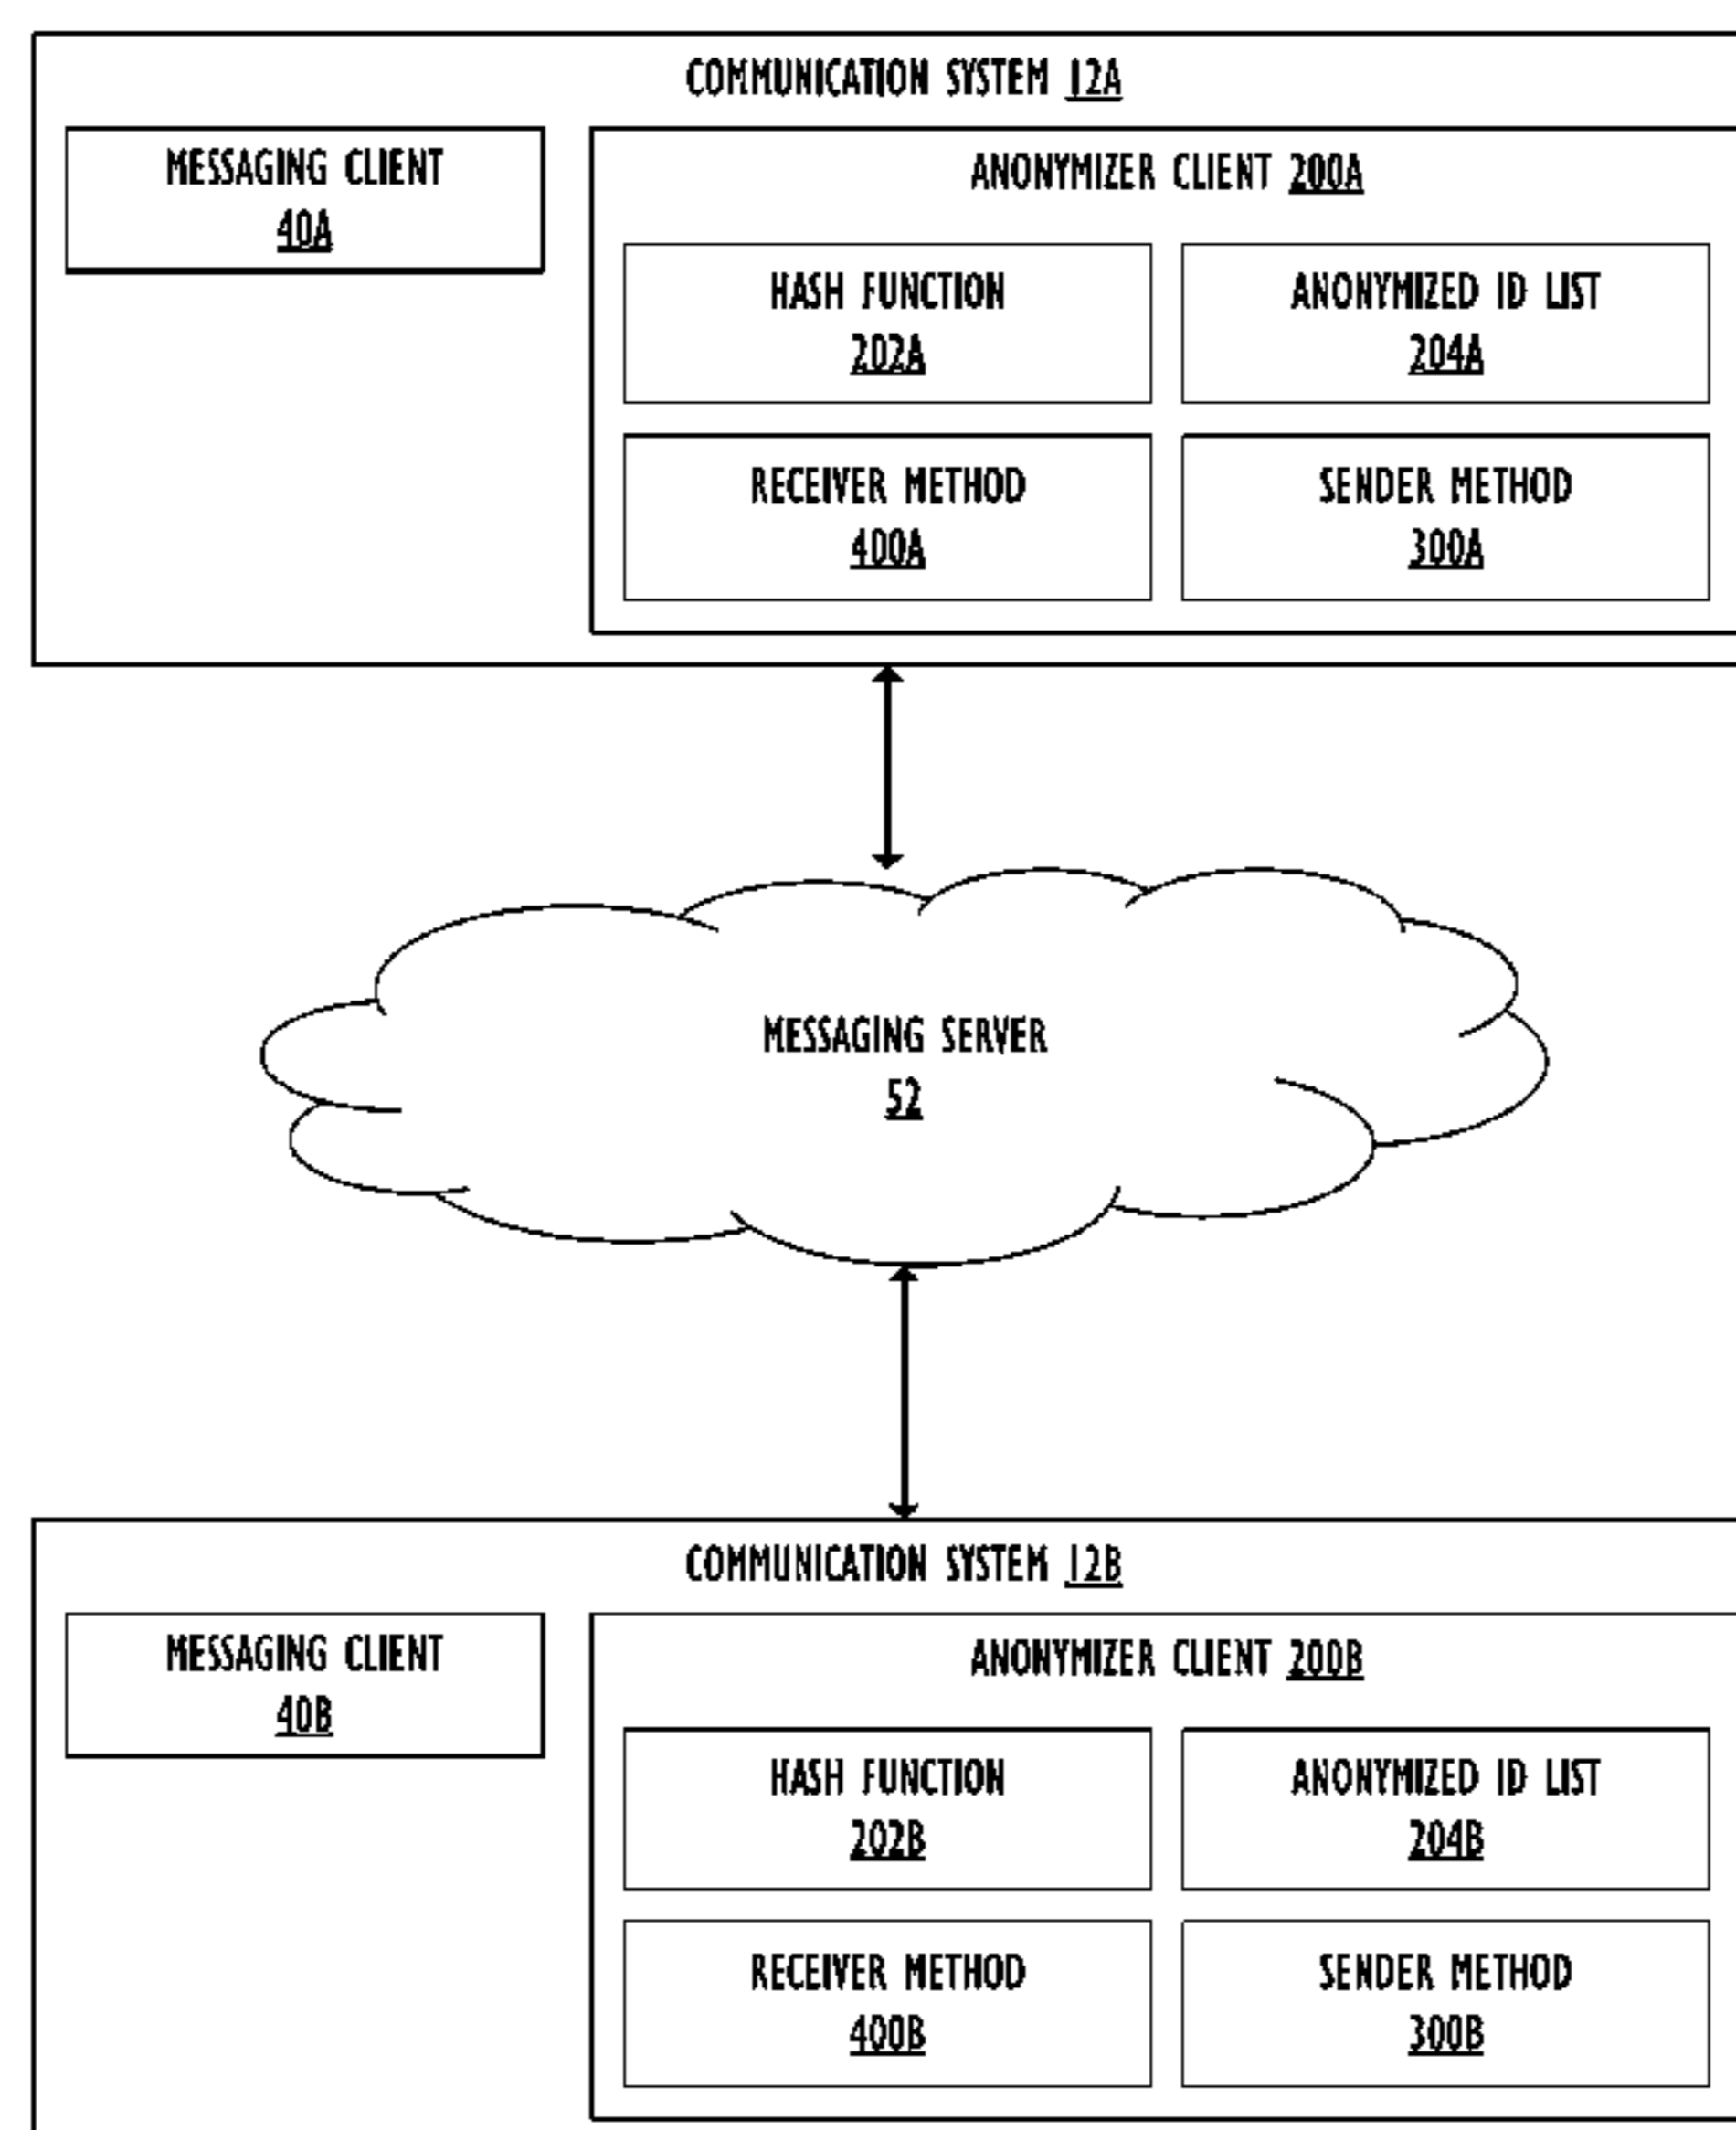 COMMUNICATION SYSTEM 12A
MESSAGING CLIENT
40A
ANONYMIZER CLIENT 200A
HASH FUNCTION
202A
ANONYMIZED ID LIST
204A
RECEIVER METHOD
400A
SENDER METHOD
300A
MESSAGING SERVER
52
COMMUNICATION SYSTEM 12B
MESSAGING CLIENT
40B
ANONYMIZER CLIENT 200B
HASH FUNCTION
202B
ANONYMIZED ID LIST
204B
RECEIVER METHOD
400B
SENDER METHOD
300B